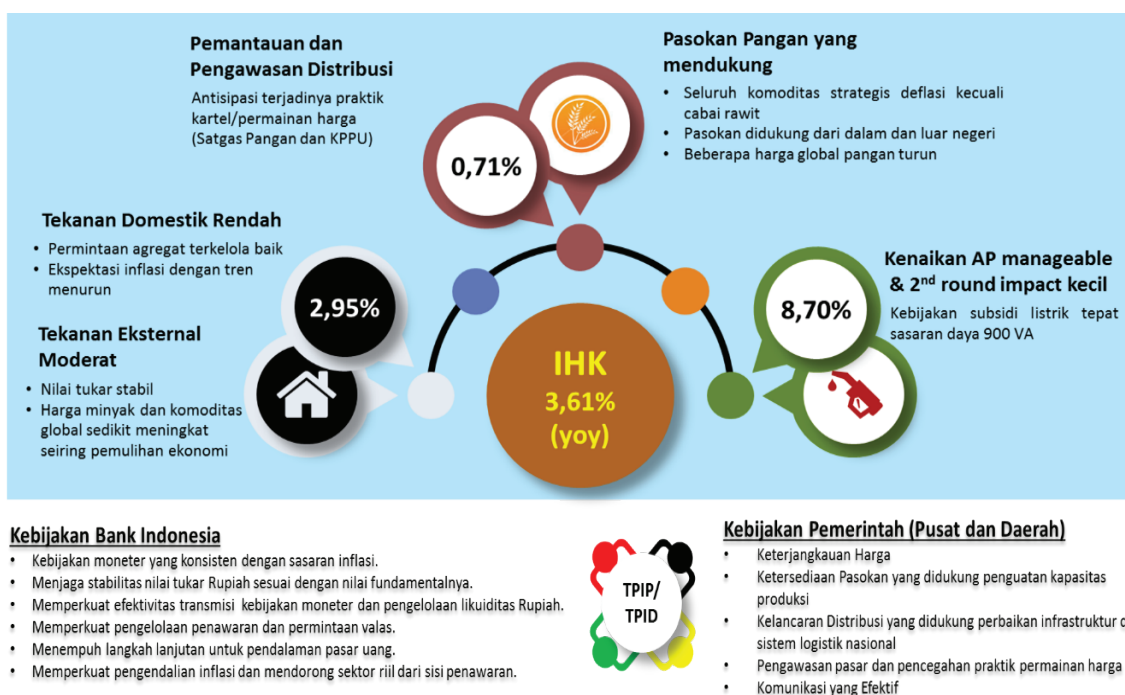 Pemantauan dan
Pengawasan Distribusi
Antisipasi terjadinya praktik
kartel/permainan harga
(Satgas Pangan dan KPPU)
Pasokan Pangan yang
mendukung
• Seluruh komoditas strategis deflasi kecuali
cabai rawit
• Pasokan didukung dari dalam dan luar negeri
• Beberapa harga global pangan turun
0,71%
Tekanan Domestik Rendah
• Permintaan agregat terkelola baik
• Ekspektasi inflasi dengan tren
menurun
2,95%
Tekanan Eksternal
Moderat
• Nilai tukar stabil
• Harga minyak dan komoditas
global sedikit meningkat
seiring pemulihan ekonomi
IHK
3,61%
(yoy)
8,70%
Kenaikan AP manageable
& 2nd round impact kecil
Kebijakan subsidi listrik tepat
sasaran daya 900 VA
Kebijakan Bank Indonesia
• Kebijakan moneter yang konsisten dengan sasaran inflasi.
• Menjaga stabilitas nilai tukar Rupiah sesuai dengan nilai fundamentalnya.
• Memperkuat efektivitas transmisi kebijakan moneter dan pengelolaan likuiditas Rupiah.
• Memperkuat pengelolaan penawaran dan permintaan valas.
• Menempuh langkah lanjutan untuk pendalaman pasar uang.
• Memperkuat pengendalian inflasi dan mendorong sektor riil dari sisi penawaran.
TPIP/
TPID
Kebijakan Pemerintah (Pusat dan Daerah)
• Keterjangkauan Harga
• Ketersediaan Pasokan yang didukung penguatan kapasitas
produksi
• Kelancaran Distribusi yang didukung perbaikan infrastruktur
sistem logistik nasional
• Pengawasan pasar dan pencegahan praktik permainan harga
• Komunikasi yang Efektif